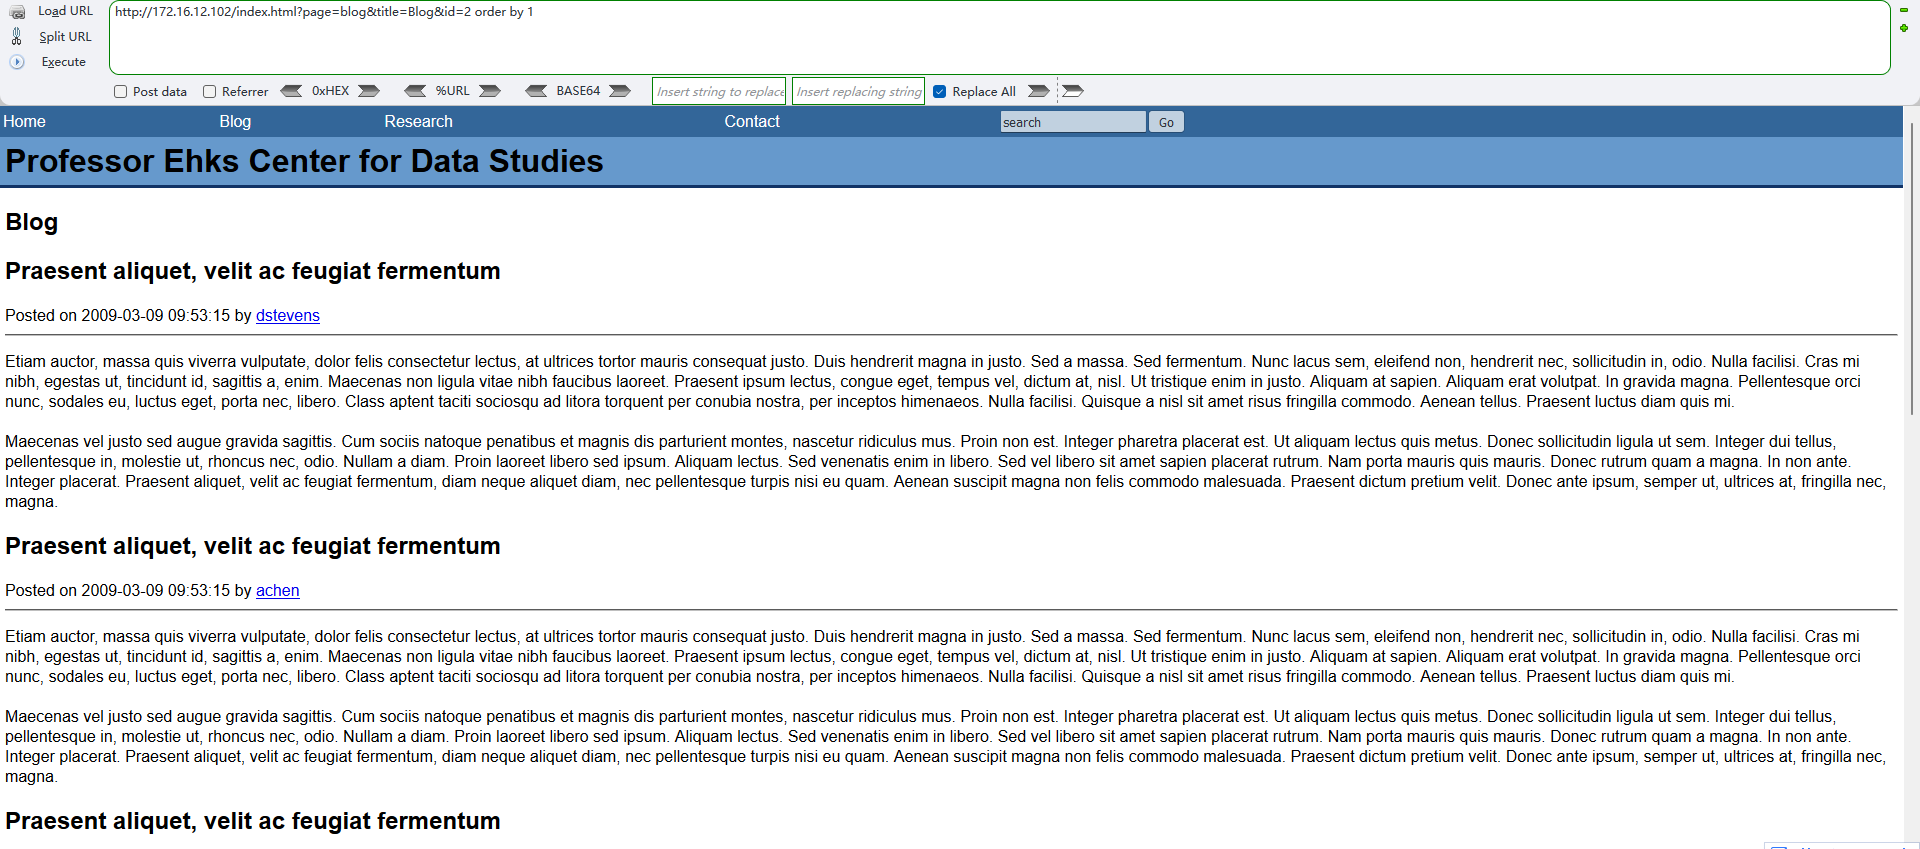 Load URL
http://172.16.12.102/index.html?page=blog&title=Blog&id=2 order by 1
Split URL
Execute
Post data Referrer 0xHEX %URL BASE64 Insert string to replace Insert replacing string Replace All
Home Blog Research Contact search Go
Professor Ehks Center for Data Studies
Blog
Praesent aliquet, velit ac feugiat fermentum
Posted on 2009-03-09 09:53:15 by dstevens
Etiam auctor, massa quis viverra vulputate, dolor felis consectetur lectus, at ultrices tortor mauris consequat justo. Duis hendrerit magna in justo. Sed a massa. Sed fermentum. Nunc lacus sem, eleifend non, hendrerit nec, sollicitudin in, odio. Nulla facilisi. Cras mi
nibh, egestas ut, tincidunt id, sagittis a, enim. Maecenas non ligula vitae nibh faucibus laoreet. Praesent ipsum lectus, congue eget, tempus vel, dictum at, nisl. Ut tristique enim in justo. Aliquam at sapien. Aliquam erat volutpat. In gravida magna. Pellentesque orci
nunc, sodales eu, luctus eget, porta nec, libero. Class aptent taciti sociosqu ad litora torquent per conubia nostra, per inceptos himenaeos. Nulla facilisi. Quisque a nisl sit amet risus fringilla commodo. Aenean tellus. Praesent luctus diam quis mi.
Maecenas vel justo sed augue gravida sagittis. Cum sociis natoque penatibus et magnis dis parturient montes, nascetur ridiculus mus. Proin non est. Integer pharetra placerat est. Ut aliquam lectus quis metus. Donec sollicitudin ligula ut sem. Integer dui tellus,
pellentesque in, molestie ut, rhoncus nec, odio. Nullam a diam. Proin laoreet libero sed ipsum. Aliquam lectus. Sed venenatis enim in libero. Sed vel libero sit amet sapien placerat rutrum. Nam porta mauris quis mauris. Donec rutrum quam a magna. In non ante.
Integer placerat. Praesent aliquet, velit ac feugiat fermentum, diam neque aliquet diam, nec pellentesque turpis nisi eu quam. Aenean suscipit magna non felis commodo malesuada. Praesent dictum pretium velit. Donec ante ipsum, semper ut, ultrices at, fringilla nec,
magna.
Praesent aliquet, velit ac feugiat fermentum
Posted on 2009-03-09 09:53:15 by achen
Etiam auctor, massa quis viverra vulputate, dolor felis consectetur lectus, at ultrices tortor mauris consequat justo. Duis hendrerit magna in justo. Sed a massa. Sed fermentum. Nunc lacus sem, eleifend non, hendrerit nec, sollicitudin in, odio. Nulla facilisi. Cras mi
nibh, egestas ut, tincidunt id, sagittis a, enim. Maecenas non ligula vitae nibh faucibus laoreet. Praesent ipsum lectus, congue eget, tempus vel, dictum at, nisl. Ut tristique enim in justo. Aliquam at sapien. Aliquam erat volutpat. In gravida magna. Pellentesque orci
nunc, sodales eu, luctus eget, porta nec, libero. Class aptent taciti sociosqu ad litora torquent per conubia nostra, per inceptos himenaeos. Nulla facilisi. Quisque a nisl sit amet risus fringilla commodo. Aenean tellus. Praesent luctus diam quis mi.
Maecenas vel justo sed augue gravida sagittis. Cum sociis natoque penatibus et magnis dis parturient montes, nascetur ridiculus mus. Proin non est. Integer pharetra placerat est. Ut aliquam lectus quis metus. Donec sollicitudin ligula ut sem. Integer dui tellus,
pellentesque in, molestie ut, rhoncus nec, odio. Nullam a diam. Proin laoreet libero sed ipsum. Aliquam lectus. Sed venenatis enim in libero. Sed vel libero sit amet sapien placerat rutrum. Nam porta mauris quis mauris. Donec rutrum quam a magna. In non ante.
Integer placerat. Praesent aliquet, velit ac feugiat fermentum, diam neque aliquet diam, nec pellentesque turpis nisi eu quam. Aenean suscipit magna non felis commodo malesuada. Praesent dictum pretium velit. Donec ante ipsum, semper ut, ultrices at, fringilla nec,
magna.
Praesent aliquet, velit ac feugiat fermentum